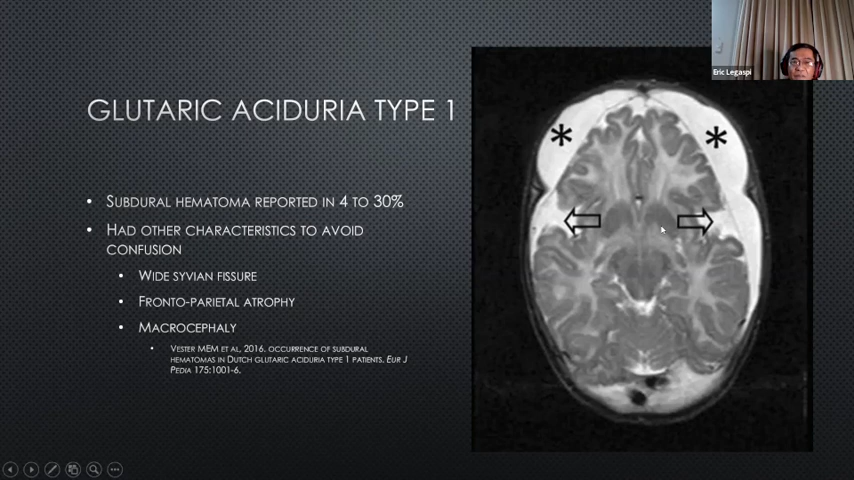 Eric Legaspi
GLUTARIC ACIDURIA TYPE 1
• SUBDURAL HEMATOMA REPORTED IN 4 TO 30%
• HAD OTHER CHARACTERISTICS TO AVOID
CONFUSION
• WIDE SYVIAN FISSURE
• FRONTO-PARIETAL ATROPHY
• MACROCEPHALY
• VESTER MEM ET AL, 2016. OCCURRENCE OF SUBDURAL
HEMATOMAS IN DUTCH GLUTARIC ACIDURIA TYPE 1 PATIENTS. EUR J
PEDIA 175:1001-6.
* *